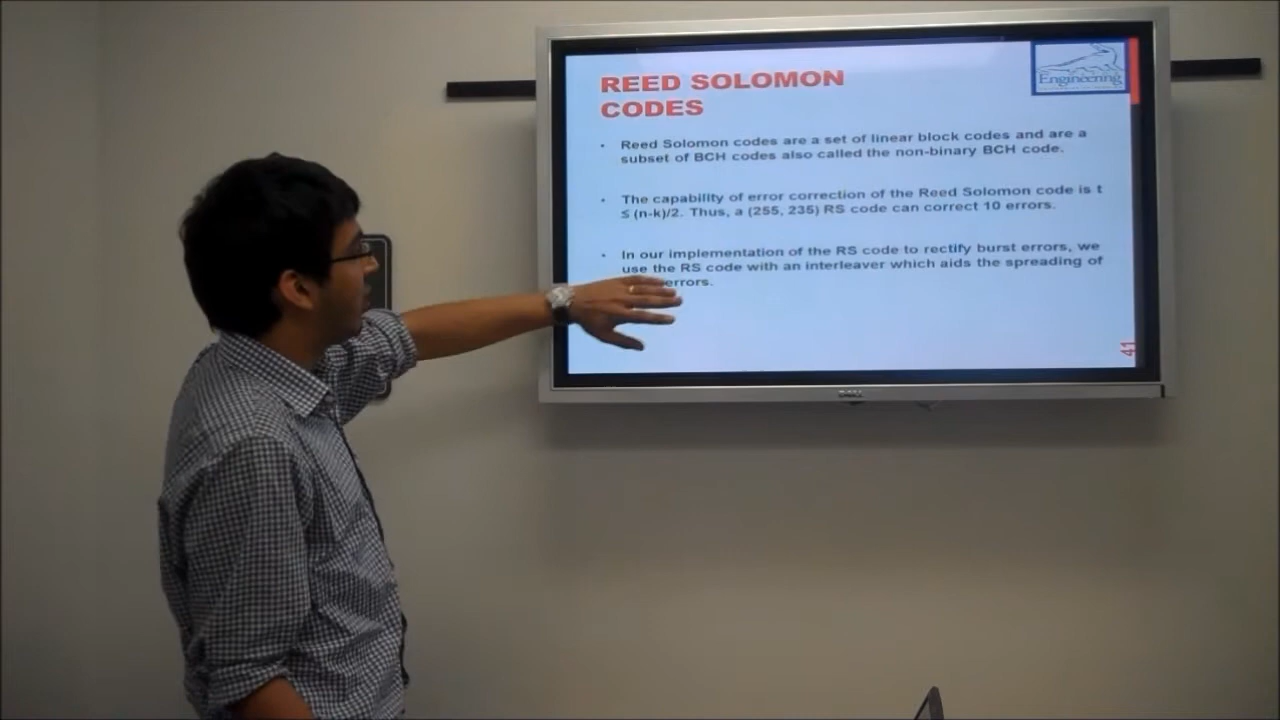 REED SOLOMON
CODES
Engineering
• Reed Solomon codes are a set of linear block codes and are a
subset of BCH codes also called the non-binary BCH code.
• The capability of error correction of the Reed Solomon code is t
≤ (n-k)/2. Thus, a (255, 235) RS code can correct 10 errors.
• In our implementation of the RS code to rectify burst errors, we
use the RS code with an interleaver which aids the spreading of
errors.
41
DELL